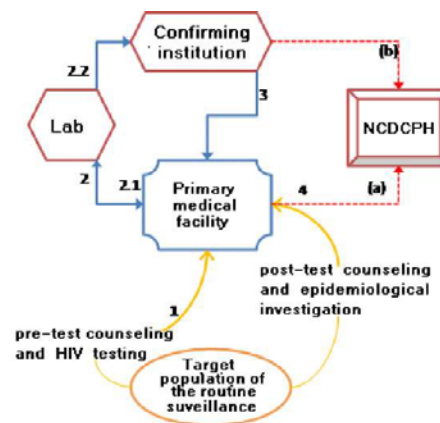 Confirming
institution
2.2
(b)
3
Lab
NCDCPH
2
2.1
Primary
medical
facility
4
(a)
post-test counseling
and epidemiological
investigation
1
pre-test counseling
and HIV testing
Target
population of
the routine
suveillance